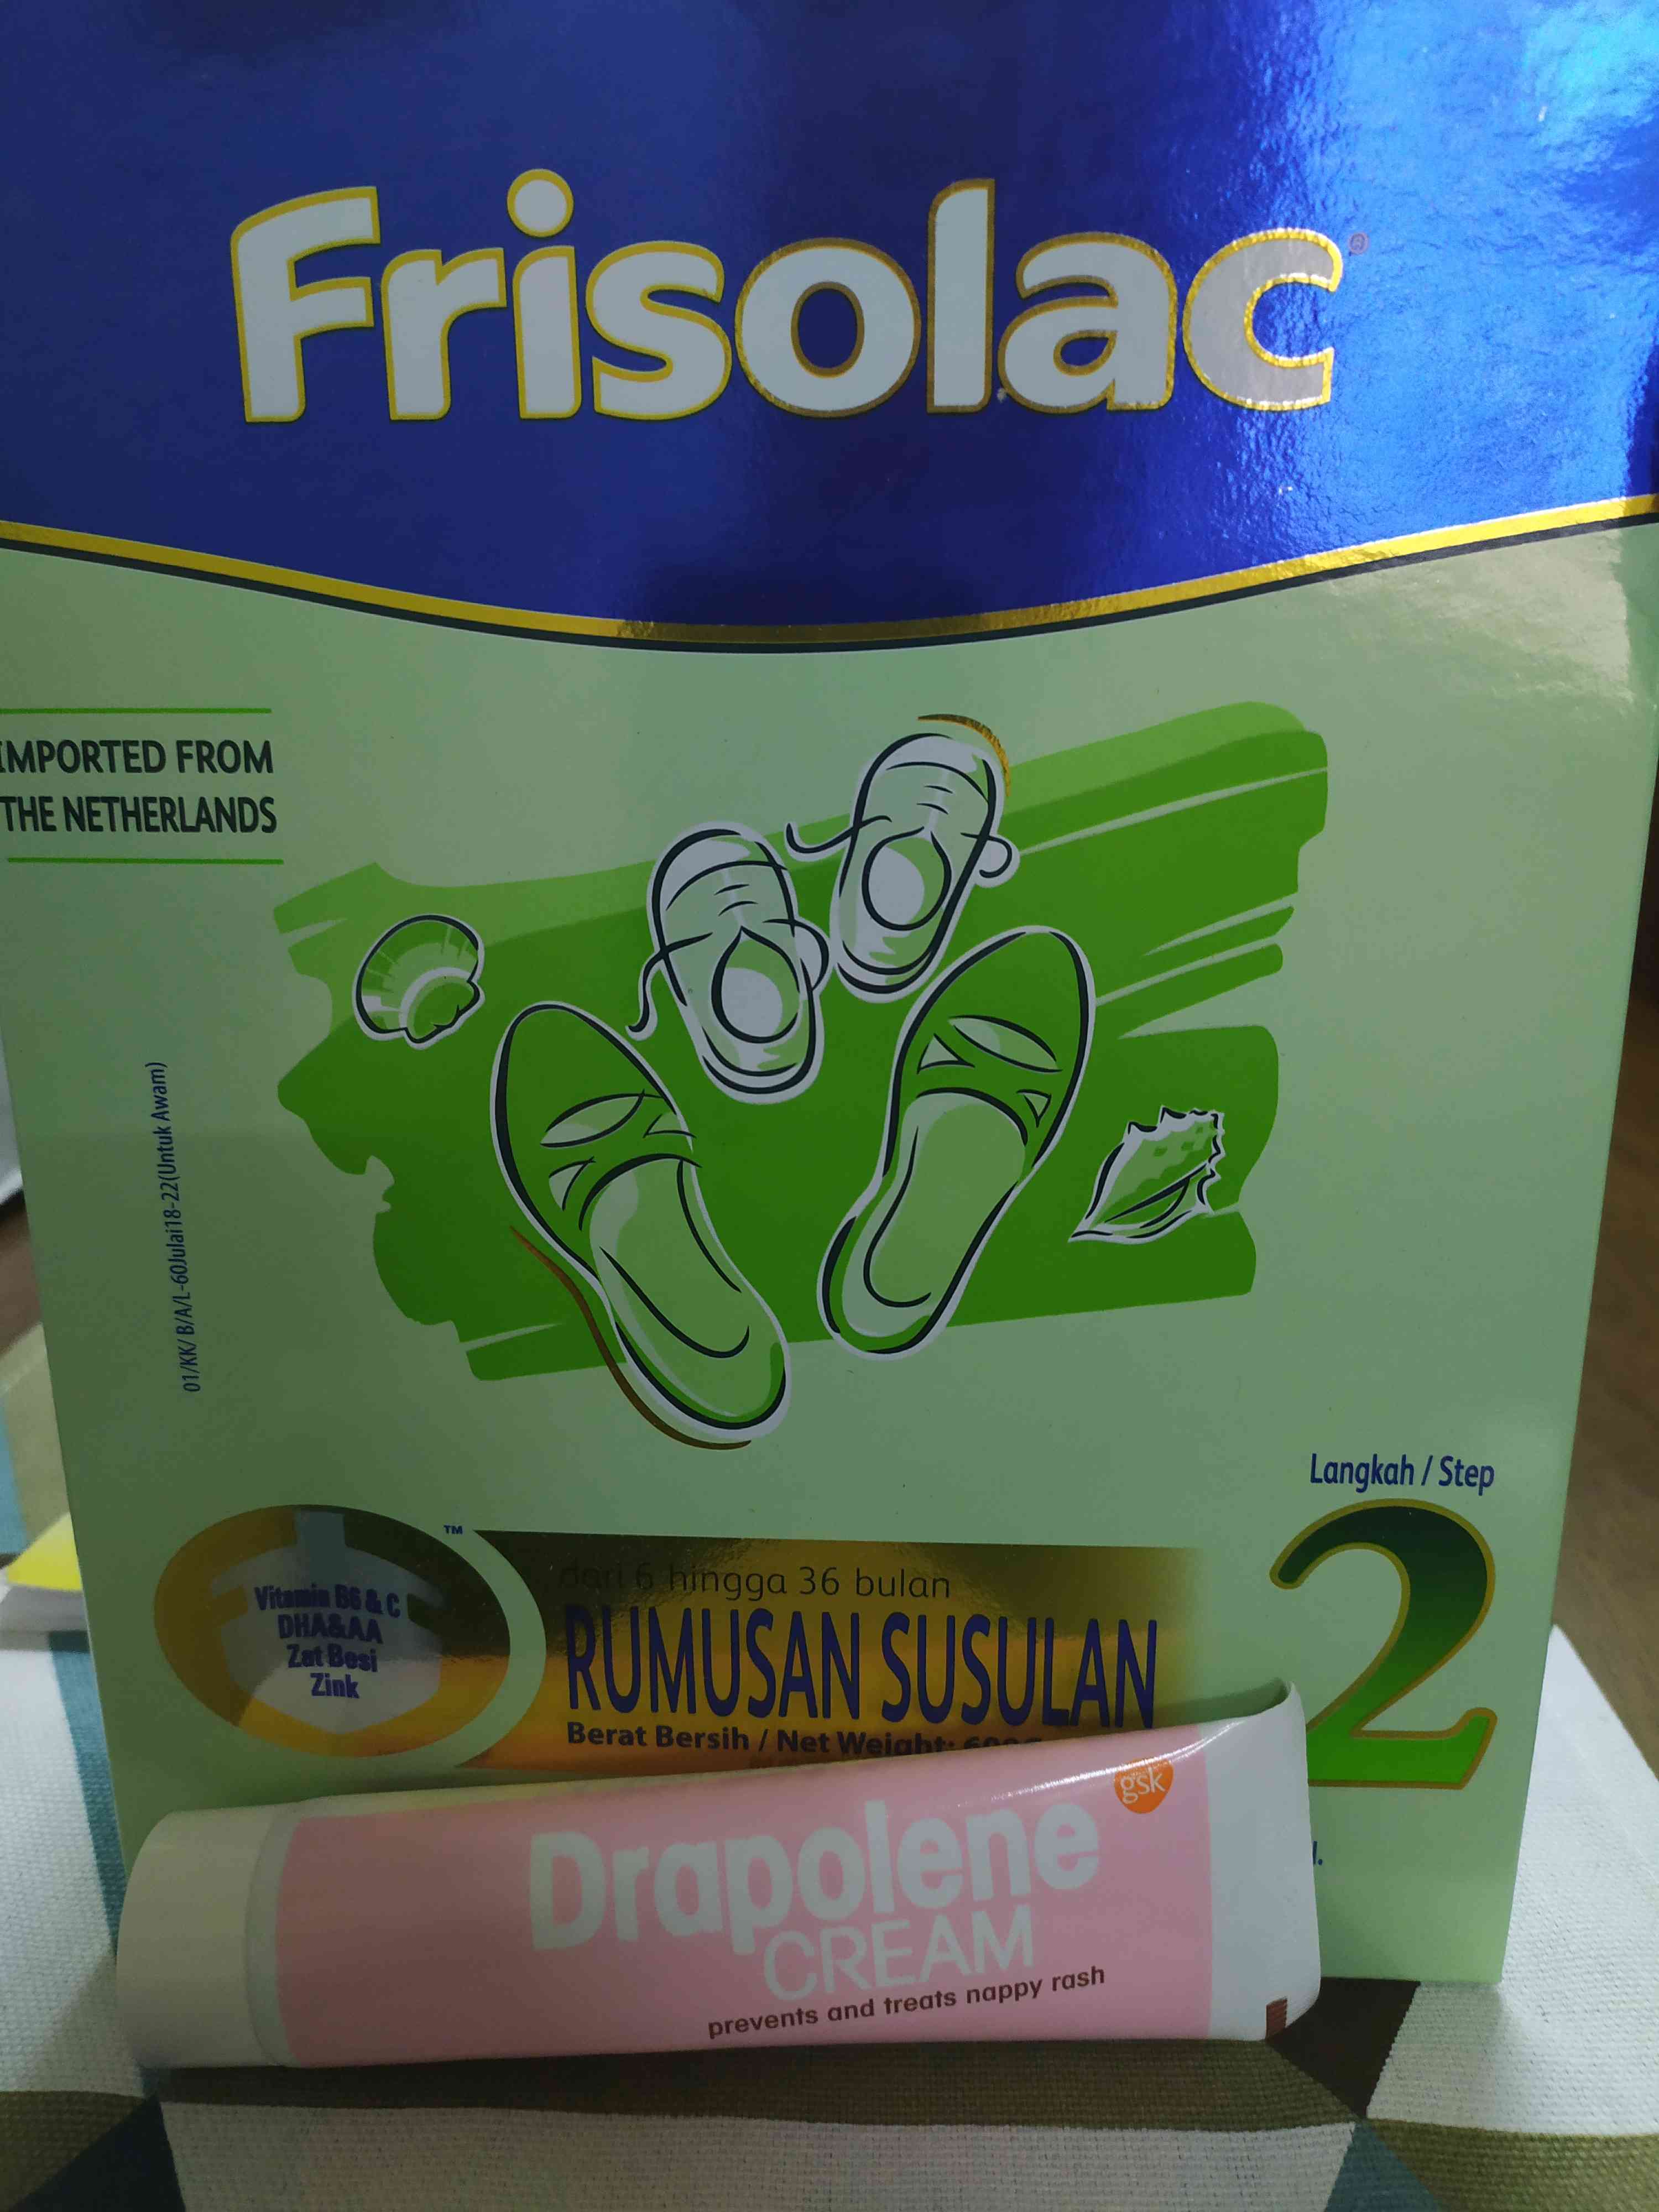 Frisolac
IMPORTED FROM
THE NETHERLANDS
01/KK/ B/A/L-60Julai18-22(Untuk Awam)
Langkah / Step
2
TM
Vitamin B6 & C
DHA&AA
Zat Besi
Zink
dari 6 hingga 36 bulan
RUMUSAN SUSULAN
Berat Bersih / Net Weight:
gsk
Drapolene
CREAM
prevents and treats nappy rash